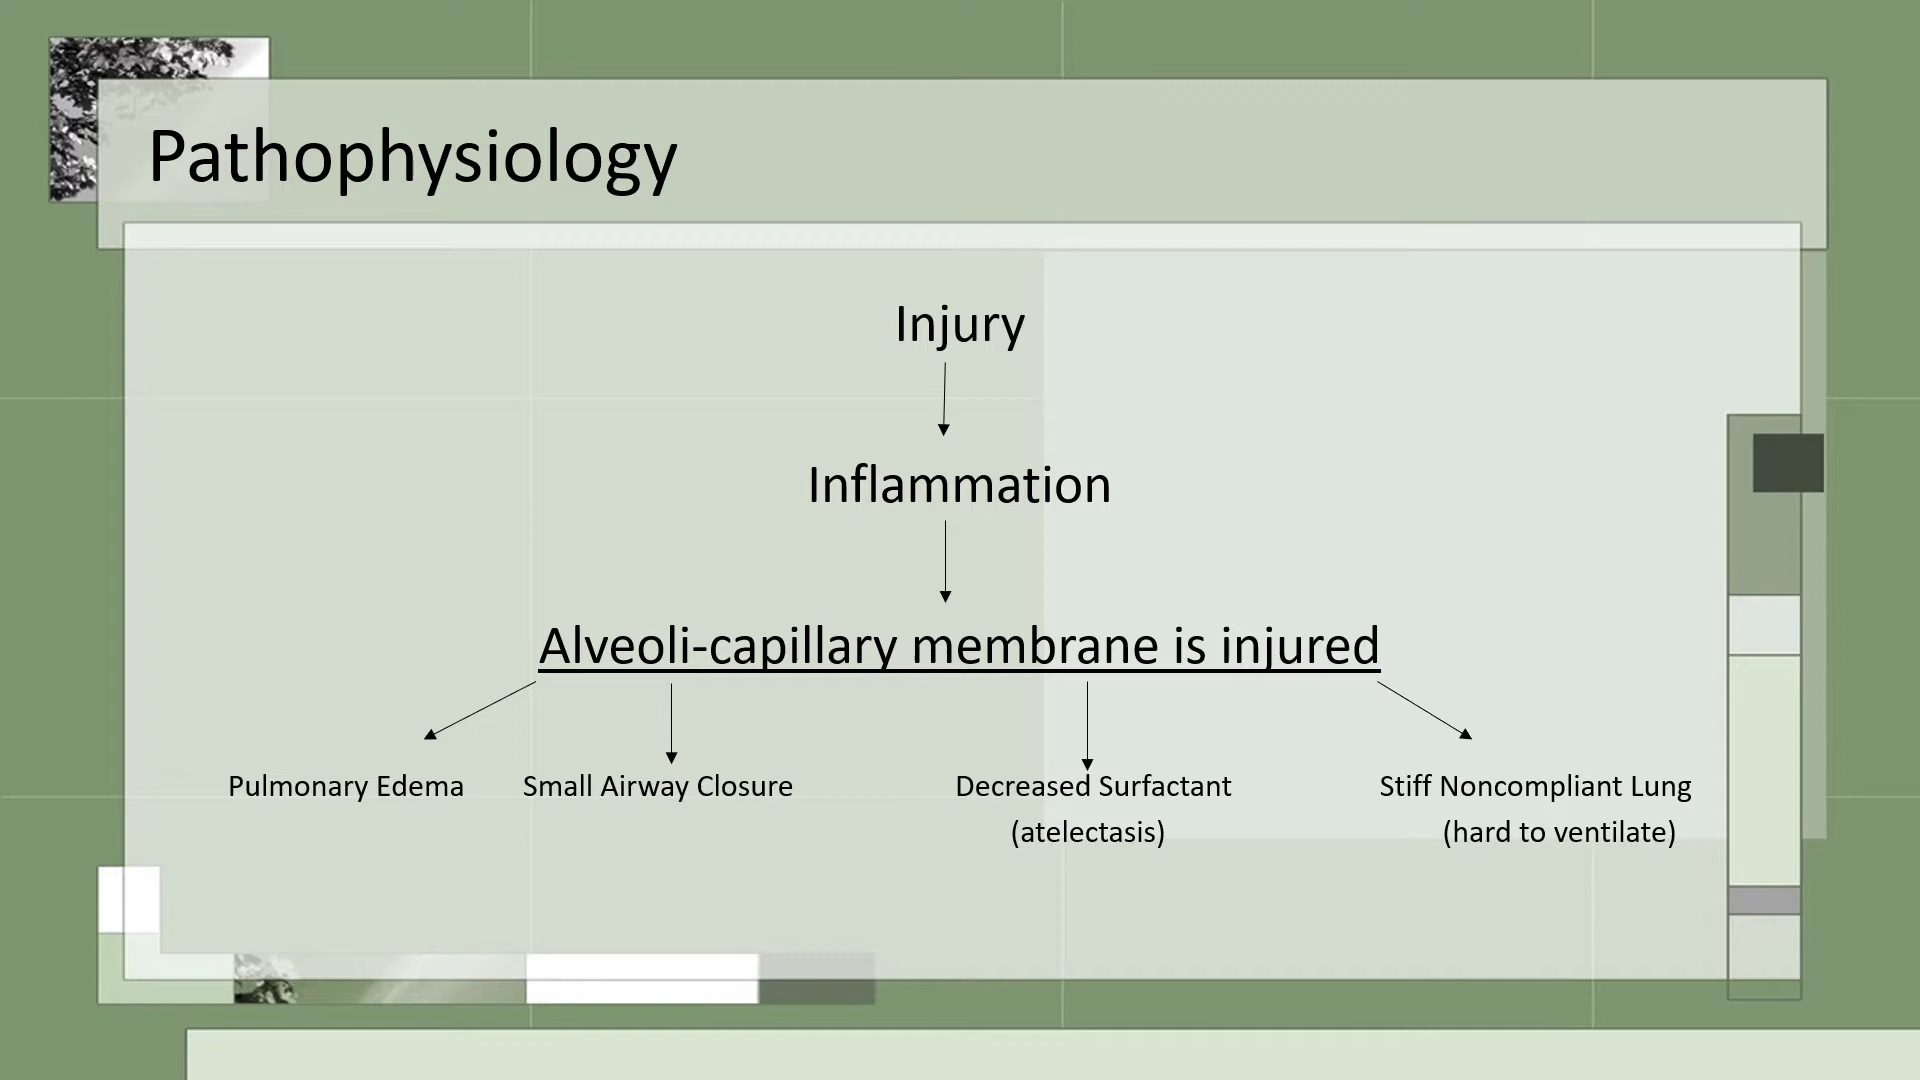 Pathophysiology
Injury
Inflammation
Alveoli-capillary membrane is injured
Pulmonary Edema Small Airway Closure Decreased Surfactant Stiff Noncompliant Lung
(atelectasis) (hard to ventilate)